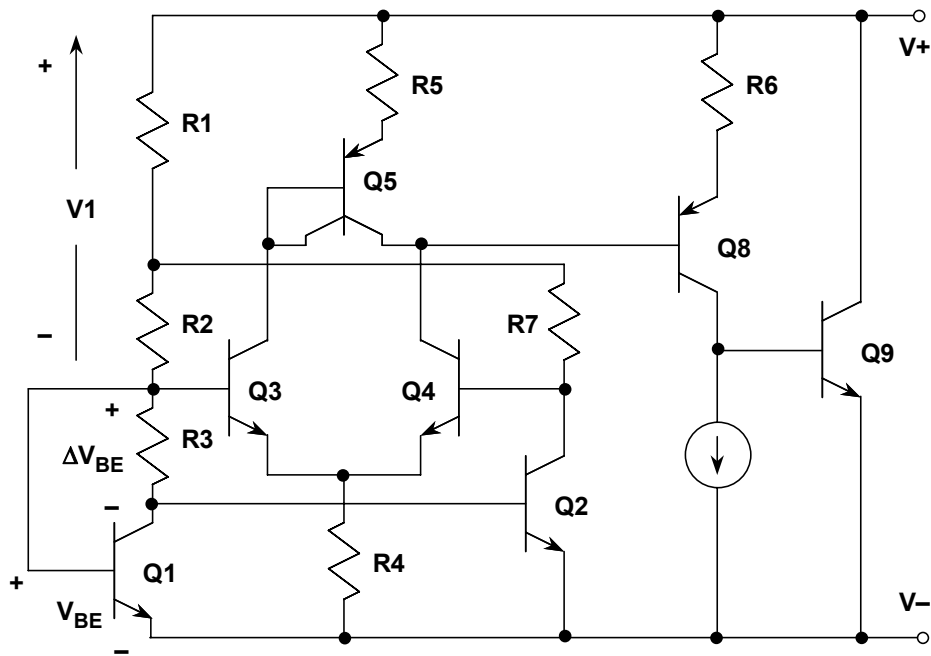 V+
+
R5
R6
R1
Q5
V1
Q8
R2
R7
–
Q9
Q3
Q4
+
R3
ΔVBE
–
Q2
R4
Q1
+
VBE
–
V–